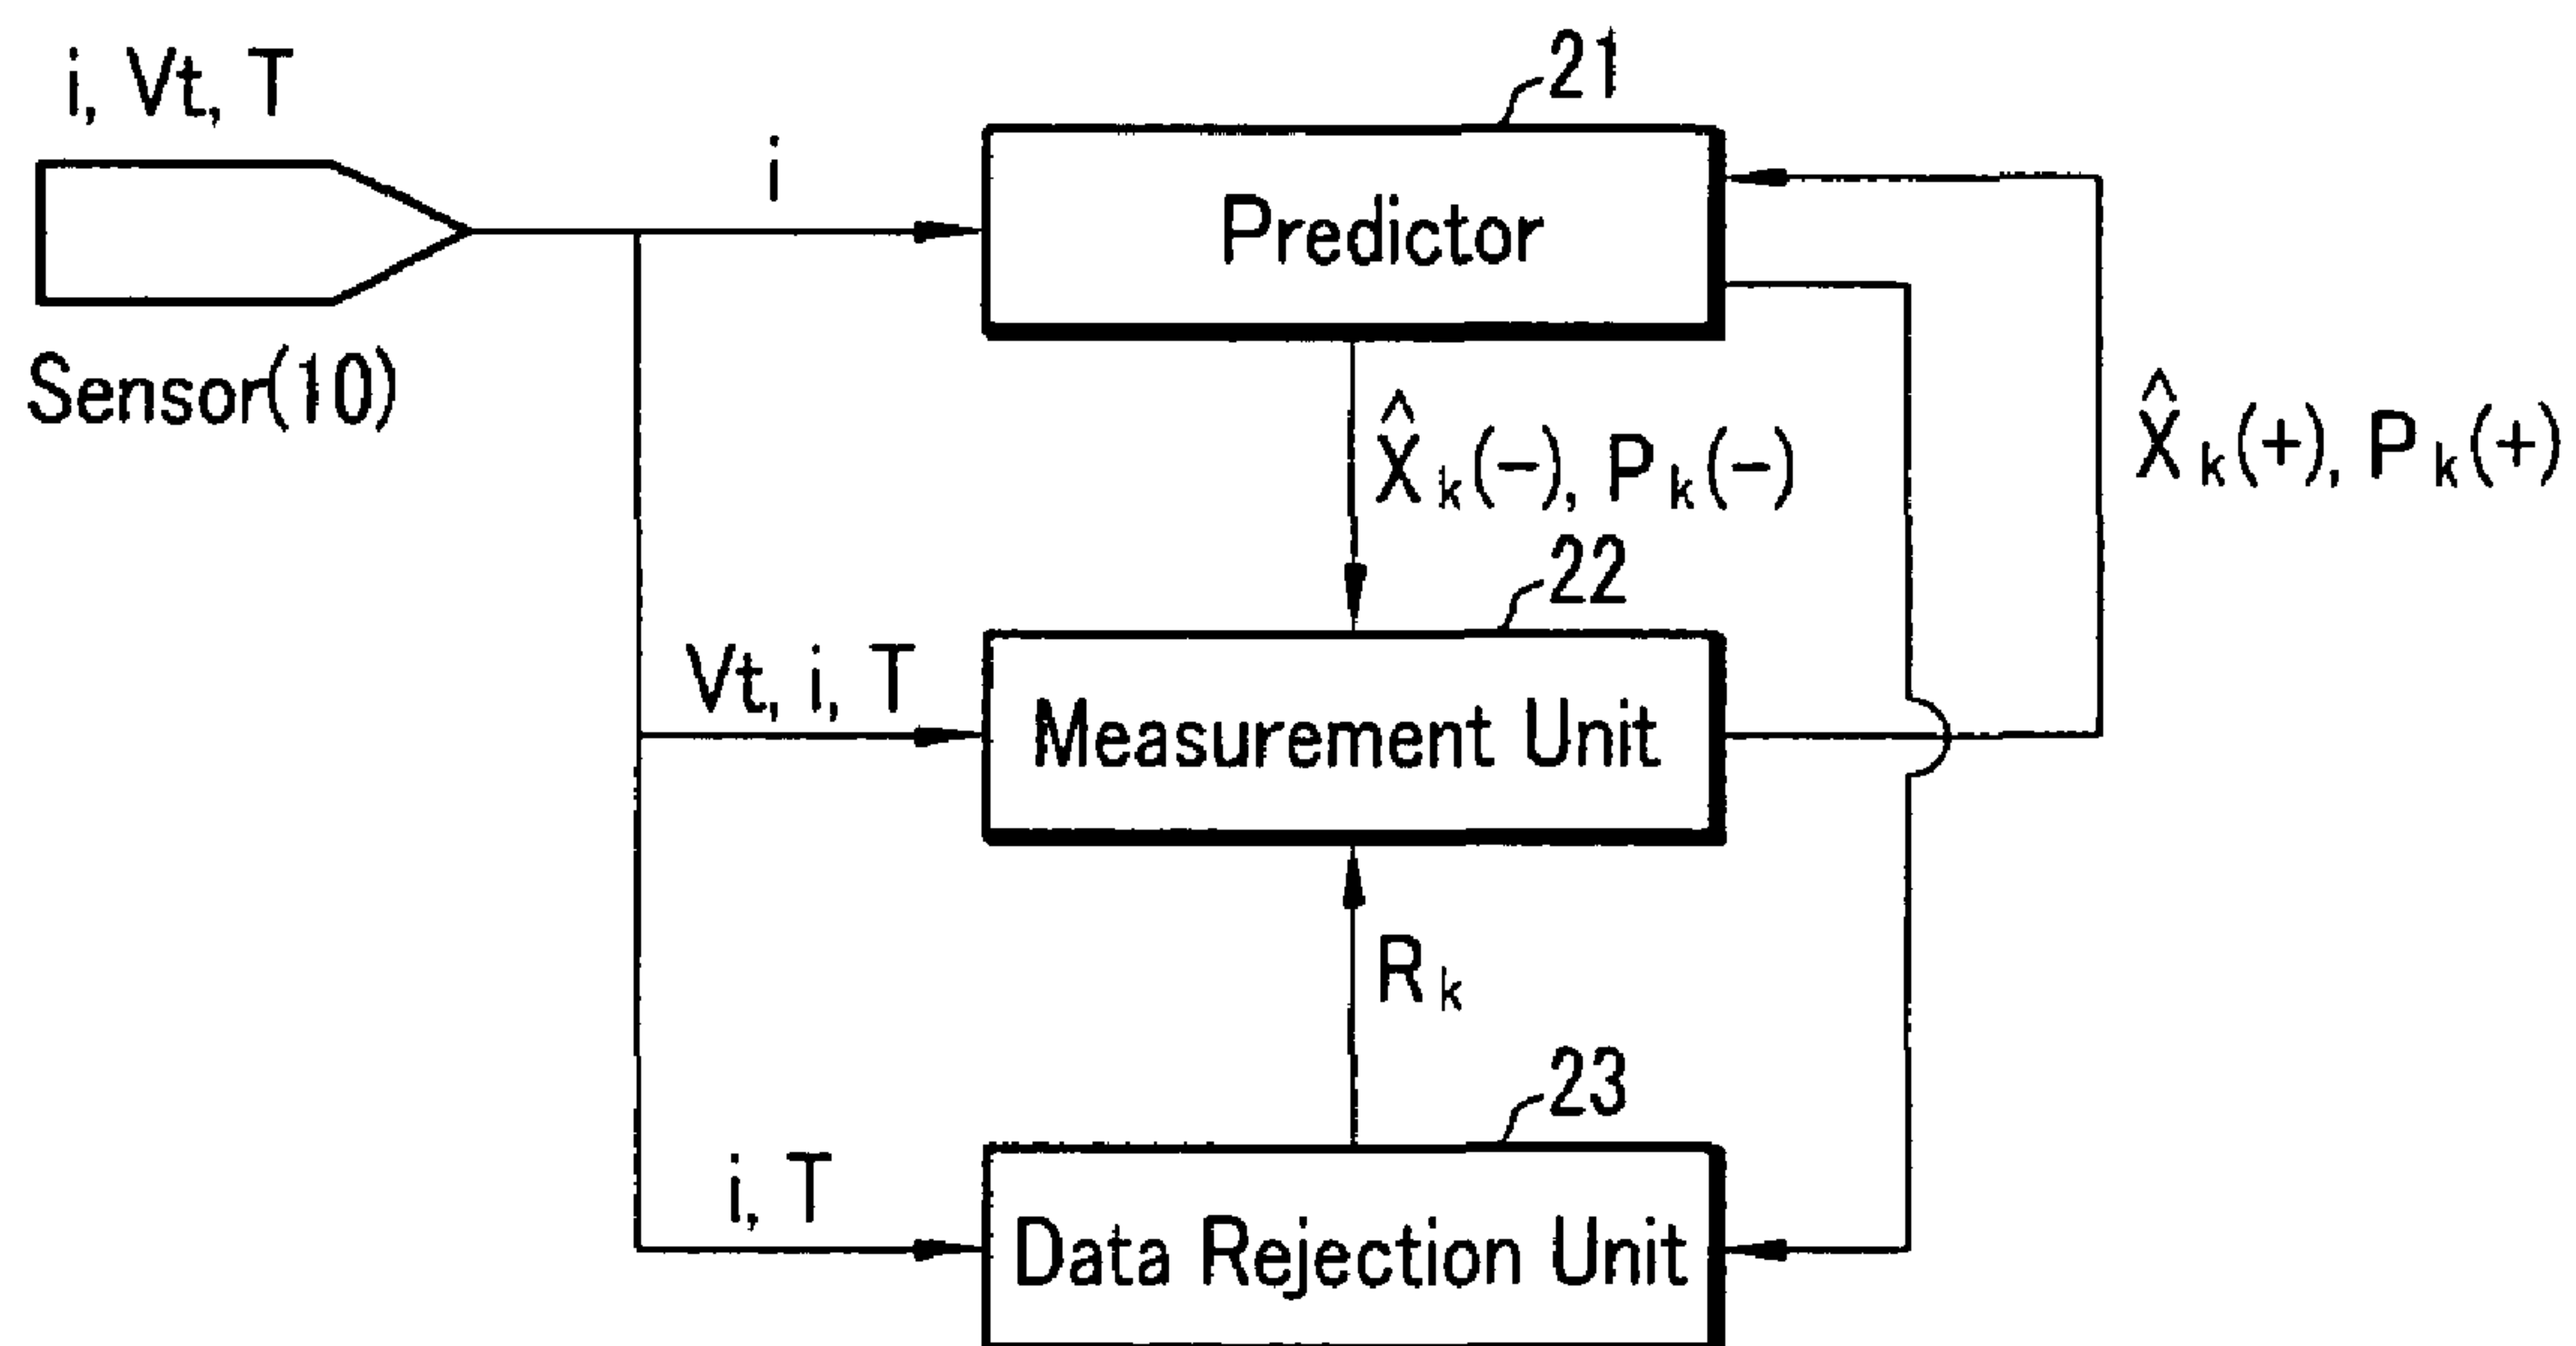 i, Vt, T
Sensor(10)
i
21
Predictor
X̂k(−), Pk(−)
X̂k(+), Pk(+)
22
Vt, i, T
Measurement Unit
Rk
23
i, T
Data Rejection Unit